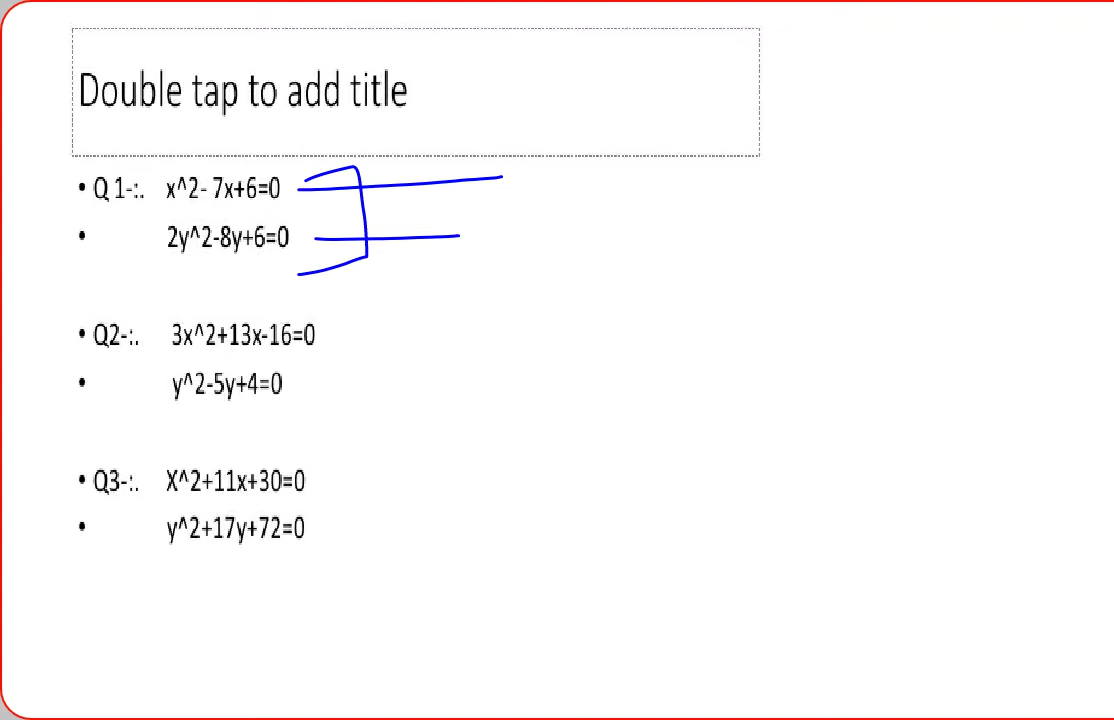 Double tap to add title
• Q 1-:. x^2- 7x+6=0
• 2y^2-8y+6=0
• Q2-:. 3x^2+13x-16=0
• y^2-5y+4=0
• Q3-:. X^2+11x+30=0
• y^2+17y+72=0